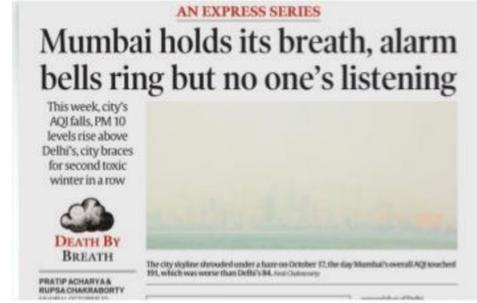 AN EXPRESS SERIES
Mumbai holds its breath, alarm
bells ring but no one's listening
This week, city's
AQI falls, PM 10
levels rise above
Delhi's, city braces
for second toxic
winter in a row
DEATH BY
BREATH
The city skyline shrouded under a haze on October 17, the day Mumbai's overall AQI touched
191, which was worse than Delhi's 84. Amit Chakravarty
PRATIP ACHARYA &
RUPSA CHAKRABORTY